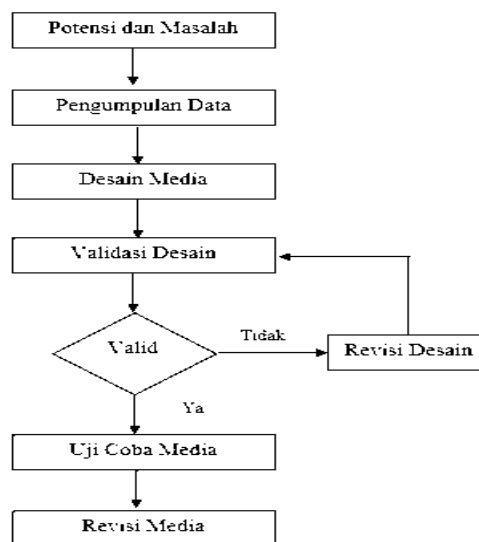 Potensi dan Masalah
Pengumpulan Data
Desain Media
Validasi Desain
Valid
Tidak
Revisi Desain
Ya
Uji Coba Media
Revisi Media